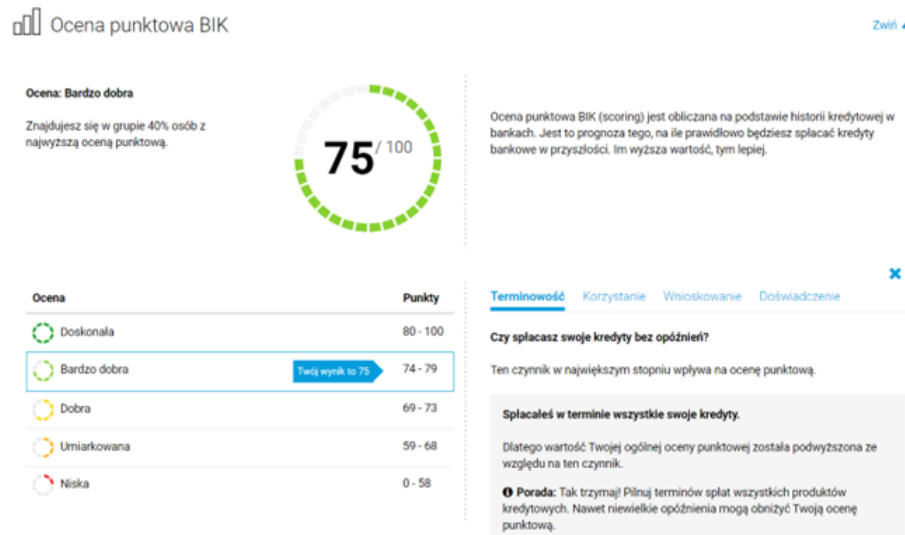 Ocena punktowa BIK
Zwiń
Ocena: Bardzo dobra
Znajdujesz się w grupie 40% osób z
najwyższą oceną punktową.
75/100
Ocena punktowa BIK (scoring) jest obliczana na podstawie historii kredytowej w
bankach. Jest to prognoza tego, na ile prawidłowo będziesz spłacać kredyty
bankowe w przyszłości. Im wyższa wartość, tym lepiej.
Ocena Punkty
Doskonała 80 - 100
Bardzo dobra Twój wynik to 75 74 - 79
Dobra 69 - 73
Umiarkowana 59 - 68
Niska 0 - 58
Terminowość Korzystanie Wnioskowanie Doświadczenie
Czy spłacasz swoje kredyty bez opóźnień?
Ten czynnik w największym stopniu wpływa na ocenę punktową.
Spłacałeś w terminie wszystkie swoje kredyty.
Dlatego wartość Twojej ogólnej oceny punktowej została podwyższona ze
względu na ten czynnik.
Porada: Tak trzymaj! Pilnuj terminów spłat wszystkich produktów
kredytowych. Nawet niewielkie opóźnienia mogą obniżyć Twoją ocenę
punktową.